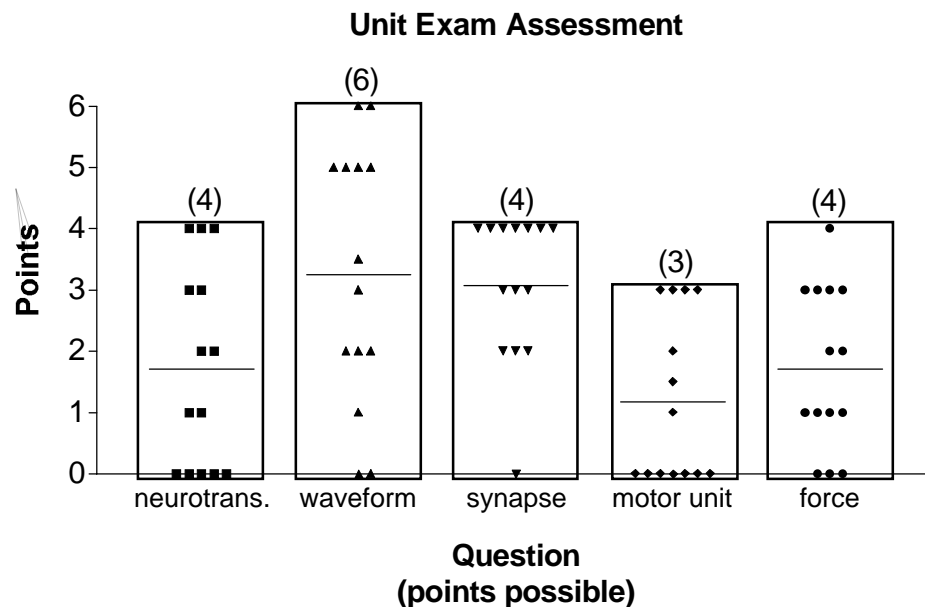 Unit Exam Assessment
(6)
(4)
(4)
(3)
(4)
6
5
4
3
2
1
0
Points
neurotrans. waveform synapse motor unit force
Question
(points possible)